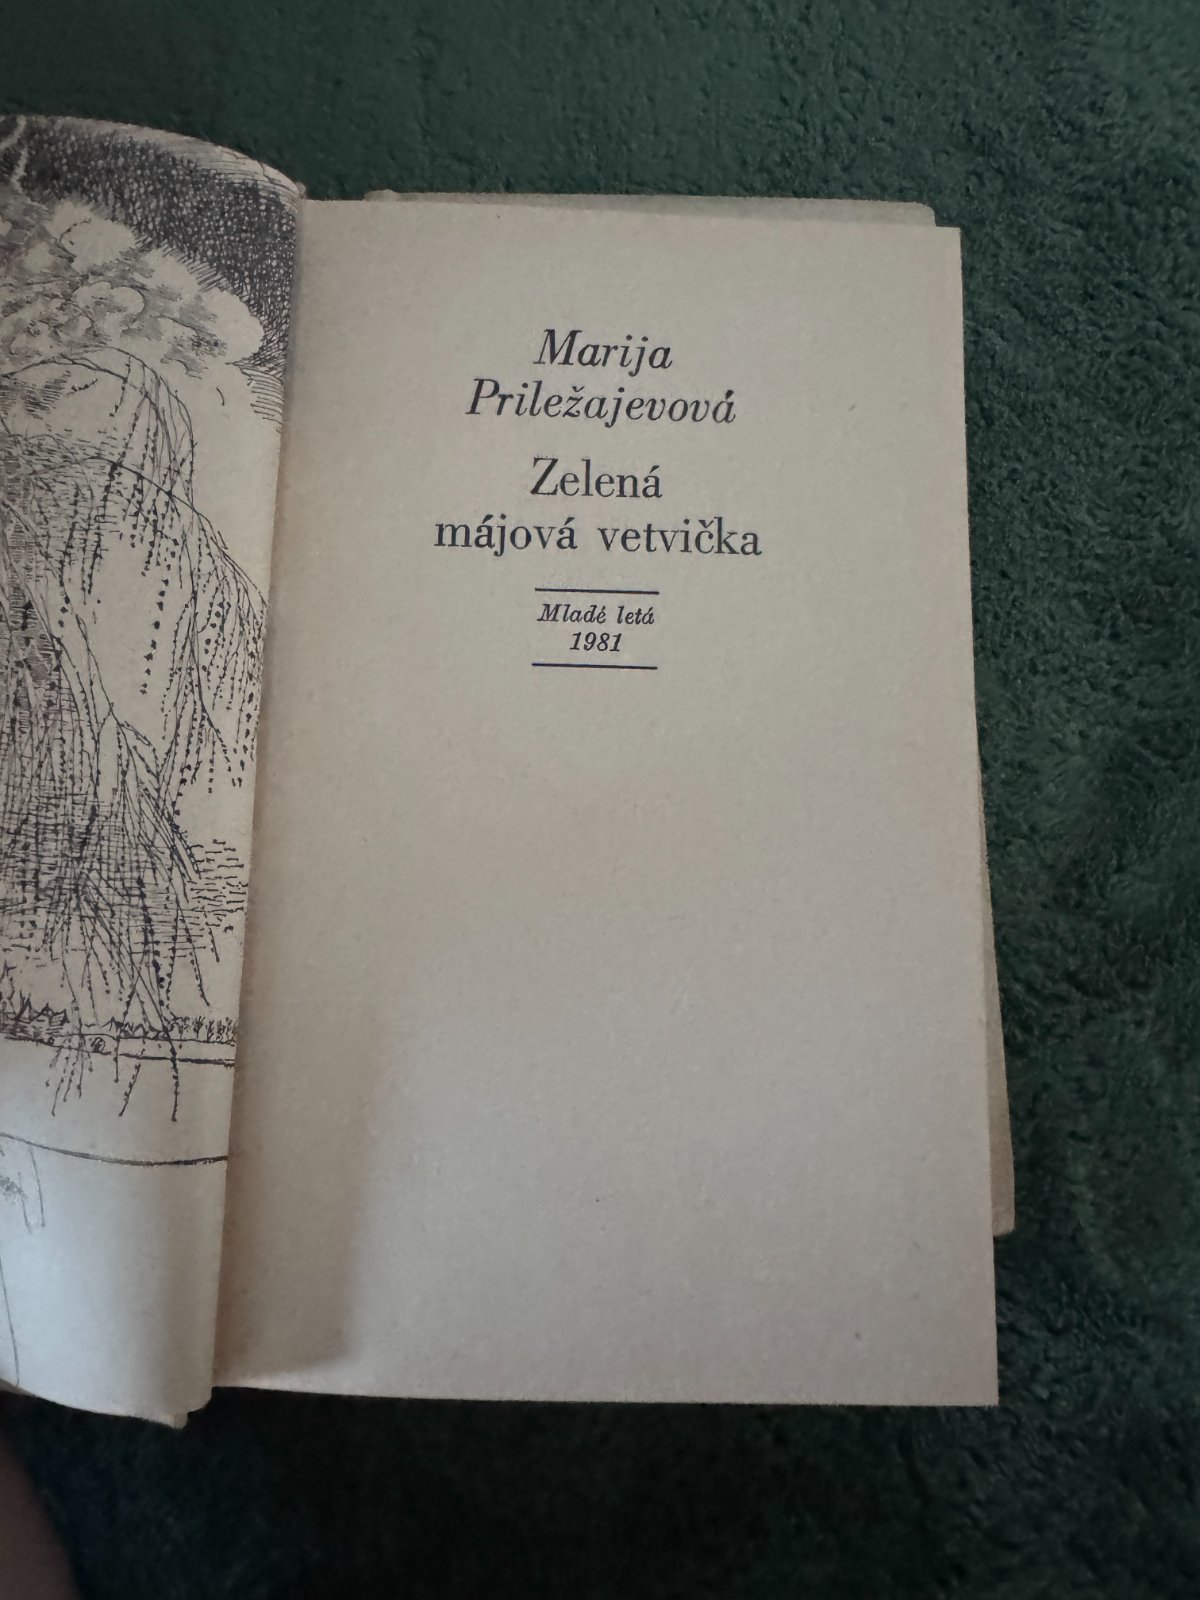 Marija
Priležajevová
Zelená
májová vetvička
Mladé letá
1981